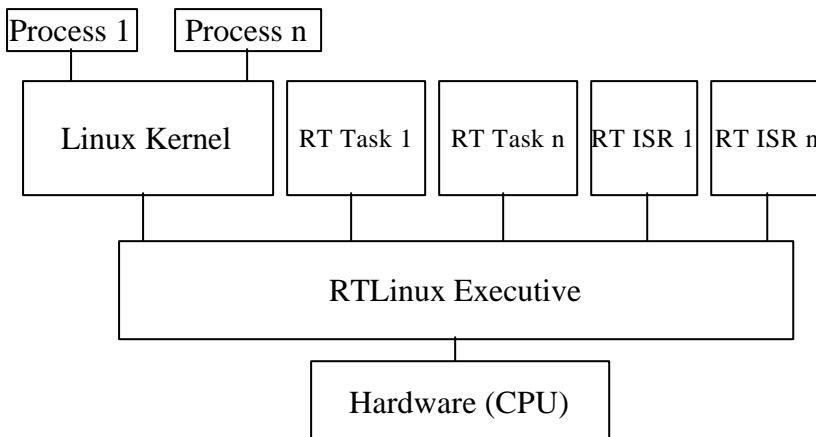 Process 1
Process n
Linux Kernel
RT Task 1
RT Task n
RT ISR 1
RT ISR n
RTLinux Executive
Hardware (CPU)